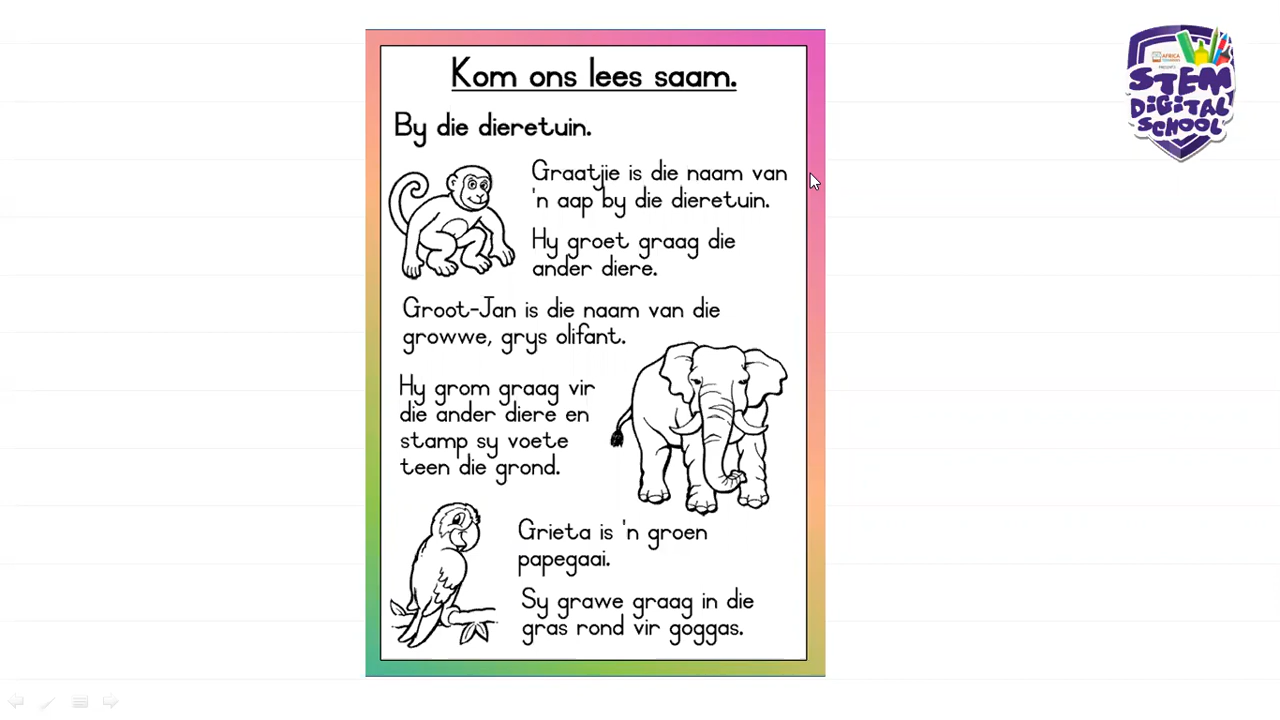 Kom ons lees saam.
By die dieretuin.
Graatjie is die naam van
'n aap by die dieretuin.
Hy groet graag die
ander diere.
Groot-Jan is die naam van die
growwe, grys olifant.
Hy grom graag vir
die ander diere en
stamp sy voete
teen die grond.
Grieta is 'n groen
papegaai.
Sy grawe graag in die
gras rond vir goggas.
AFRICA
STEM
DIGITAL
SCHOOL